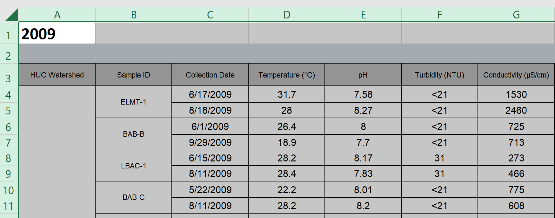 A B C D E F G
1 2009
2
3 HUC Watershed Sample ID Collection Date Temperature (°C) pH Turbidity (NTU) Conductivity (µS/cm)
4 6/17/2009 31.7 7.58 <21 1530
ELMT-1
5 8/18/2009 28 8.27 <21 2460
6 6/1/2009 26.4 8 <21 725
BAB-B
7 9/29/2009 18.9 7.7 <21 713
8 6/15/2009 28.2 8.17 31 273
LBAC-1
9 8/11/2009 28.4 7.83 31 466
10 5/22/2009 22.2 8.01 <21 775
BAB-C
11 8/11/2009 28.2 8.2 <21 608